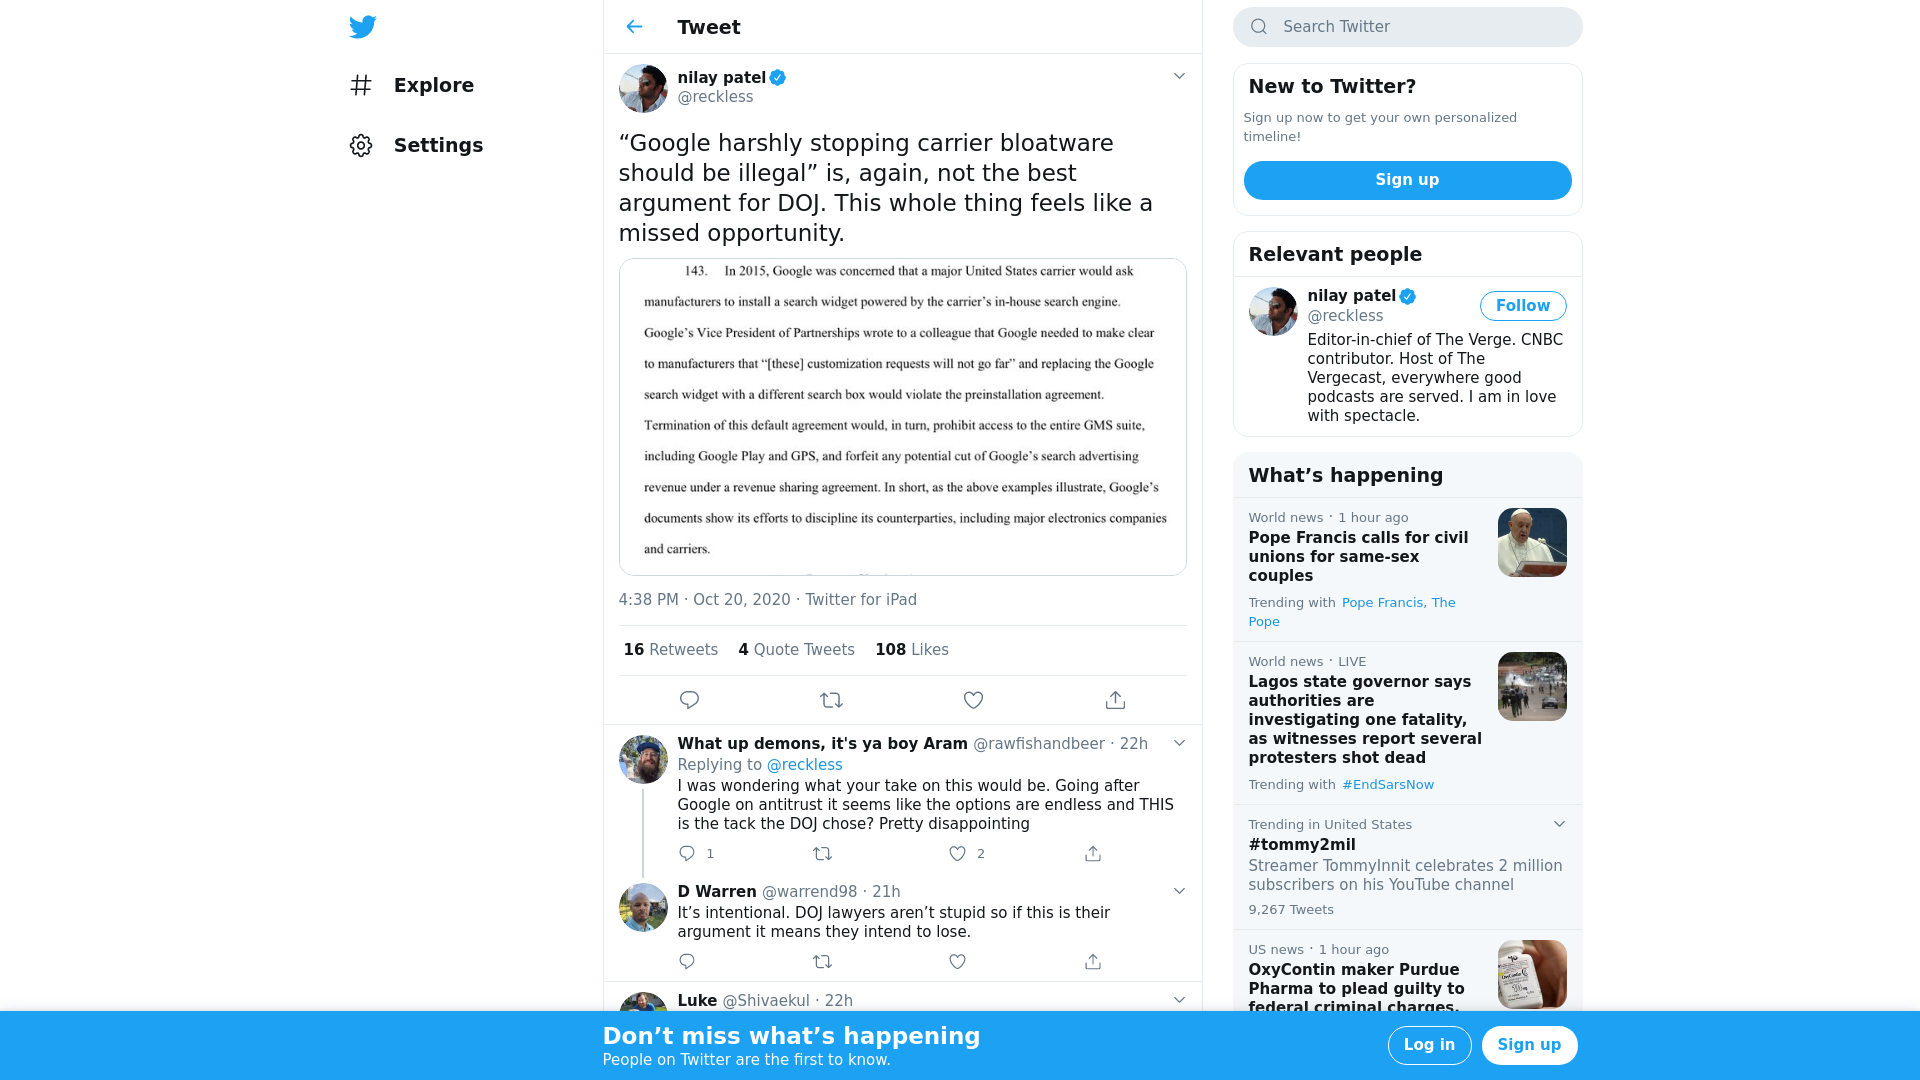 Explore
Settings
Tweet
nilay patel
@reckless
“Google harshly stopping carrier bloatware
should be illegal” is, again, not the best
argument for DOJ. This whole thing feels like a
missed opportunity.
143. In 2015, Google was concerned that a major United States carrier would ask
manufacturers to install a search widget powered by the carrier’s in-house search engine.
Google’s Vice President of Partnerships wrote to a colleague that Google needed to make clear
to manufacturers that “[these] customization requests will not go far” and replacing the Google
search widget with a different search box would violate the preinstallation agreement.
Termination of this default agreement would, in turn, prohibit access to the entire GMS suite,
including Google Play and GPS, and forfeit any potential cut of Google’s search advertising
revenue under a revenue sharing agreement. In short, as the above examples illustrate, Google’s
documents show its efforts to discipline its counterparties, including major electronics companies
and carriers.
4:38 PM · Oct 20, 2020 · Twitter for iPad
16 Retweets 4 Quote Tweets 108 Likes
What up demons, it's ya boy Aram @rawfishandbeer · 22h
Replying to @reckless
I was wondering what your take on this would be. Going after
Google on antitrust it seems like the options are endless and THIS
is the tack the DOJ chose? Pretty disappointing
1 2
D Warren @warrend98 · 21h
It’s intentional. DOJ lawyers aren’t stupid so if this is their
argument it means they intend to lose.
Luke @Shivaekul · 22h
Search Twitter
New to Twitter?
Sign up now to get your own personalized
timeline!
Sign up
Relevant people
nilay patel
@reckless
Follow
Editor-in-chief of The Verge. CNBC
contributor. Host of The
Vergecast, everywhere good
podcasts are served. I am in love
with spectacle.
What’s happening
World news · 1 hour ago
Pope Francis calls for civil
unions for same-sex
couples
Trending with Pope Francis, The
Pope
World news · LIVE
Lagos state governor says
authorities are
investigating one fatality,
as witnesses report several
protesters shot dead
Trending with #EndSarsNow
Trending in United States
#tommy2mil
Streamer TommyInnit celebrates 2 million
subscribers on his YouTube channel
9,267 Tweets
US news · 1 hour ago
OxyContin maker Purdue
Pharma to plead guilty to
federal criminal charges,
Don’t miss what’s happening
People on Twitter are the first to know.
Log in
Sign up